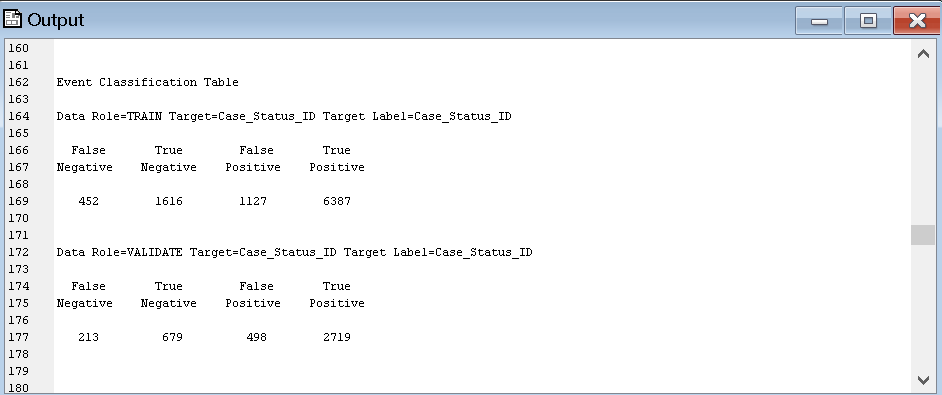 Output
160
161
162 Event Classification Table
163
164 Data Role=TRAIN Target=Case_Status_ID Target Label=Case_Status_ID
165
166 False True False True
167 Negative Negative Positive Positive
168
169 452 1616 1127 6387
170
171
172 Data Role=VALIDATE Target=Case_Status_ID Target Label=Case_Status_ID
173
174 False True False True
175 Negative Negative Positive Positive
176
177 213 679 498 2719
178
179
180